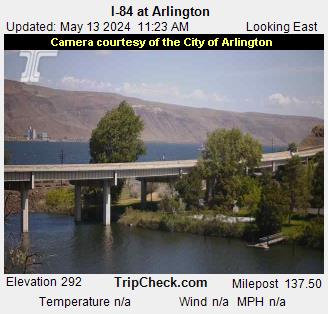 I-84 at Arlington
Updated: May 13 2024 11:23 AM Looking East
Camera courtesy of the City of Arlington
Elevation 292 TripCheck.com Milepost 137.50
Temperature n/a Wind n/a MPH n/a